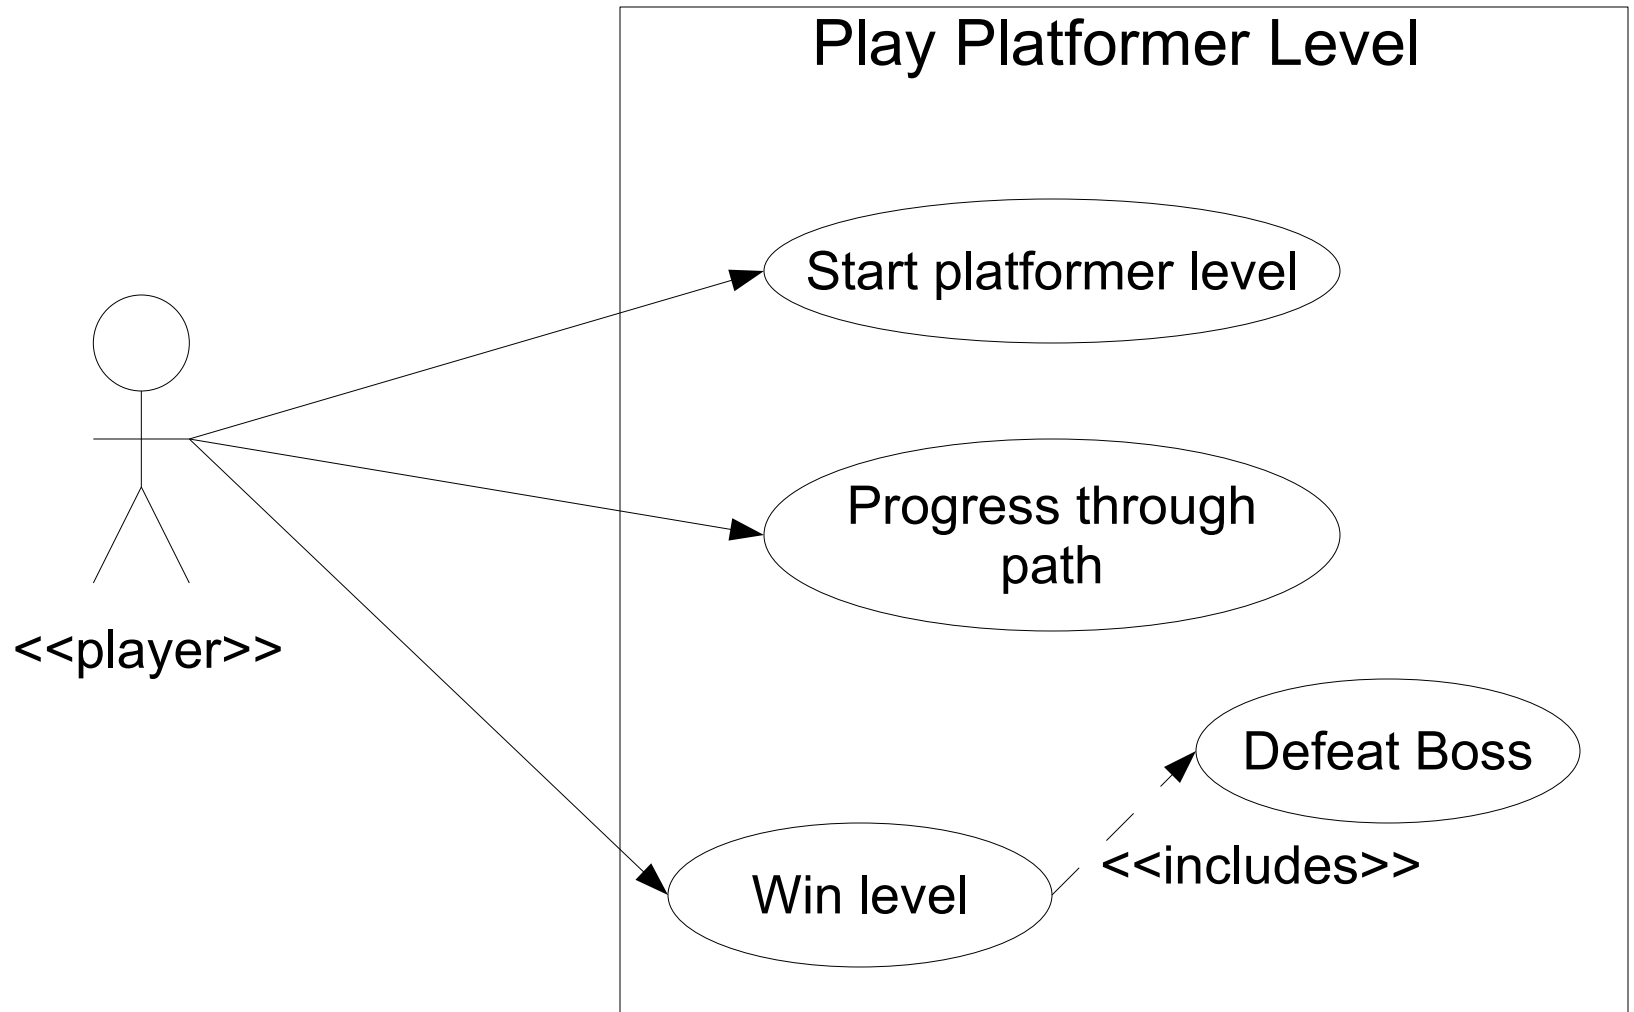 Play Platformer Level
Start platformer level
Progress through
path
<<player>>
Defeat Boss
<<includes>>
Win level